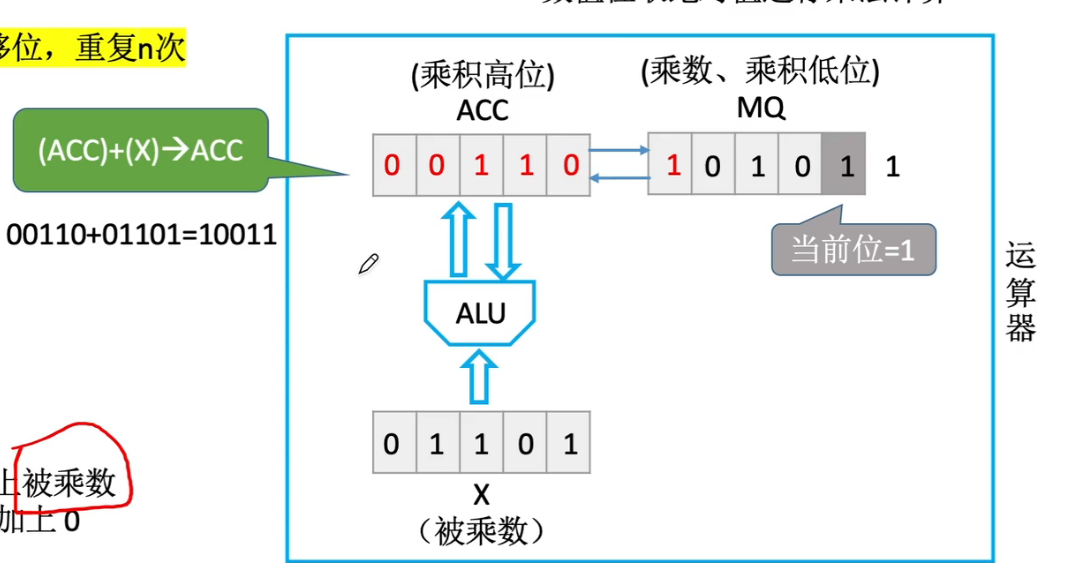 移位，重复n次
(乘积高位)
ACC
(乘数、乘积低位)
MQ
(ACC)+(X)→ACC
0 0 1 1 0
1 0 1 0 1 1
00110+01101=10011
当前位=1
运算器
ALU
0 1 1 0 1
X
（被乘数）
上被乘数
加上 0